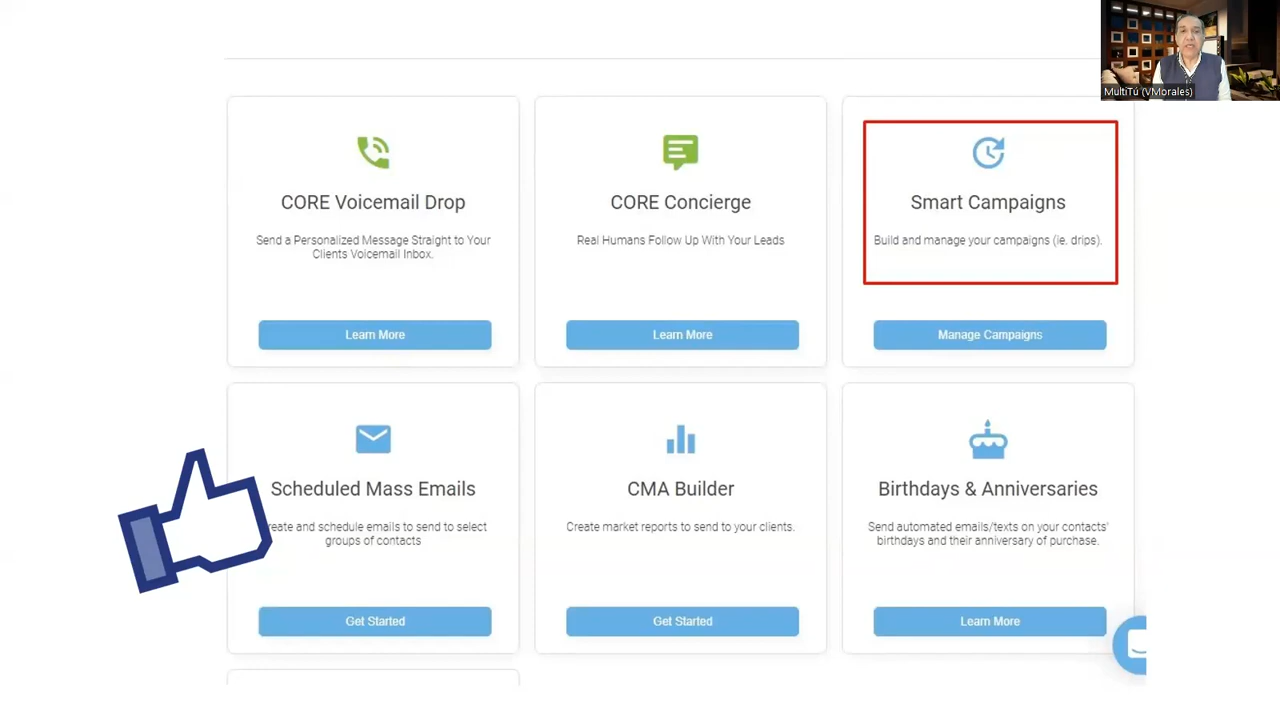 MultiTú (VMorales)
CORE Voicemail Drop
Send a Personalized Message Straight to Your
Clients Voicemail Inbox.
Learn More
CORE Concierge
Real Humans Follow Up With Your Leads
Learn More
Smart Campaigns
Build and manage your campaigns (ie. drips).
Manage Campaigns
Scheduled Mass Emails
reate and schedule emails to send to select
groups of contacts
Get Started
CMA Builder
Create market reports to send to your clients.
Get Started
Birthdays & Anniversaries
Send automated emails/texts on your contacts'
birthdays and their anniversary of purchase.
Learn More